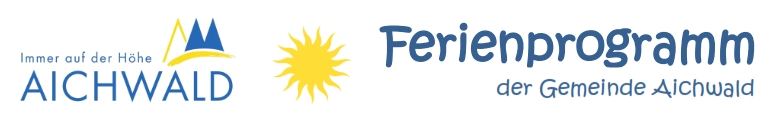 Immer auf der Höhe
AICHWALD
Ferienprogramm
der Gemeinde Aichwald